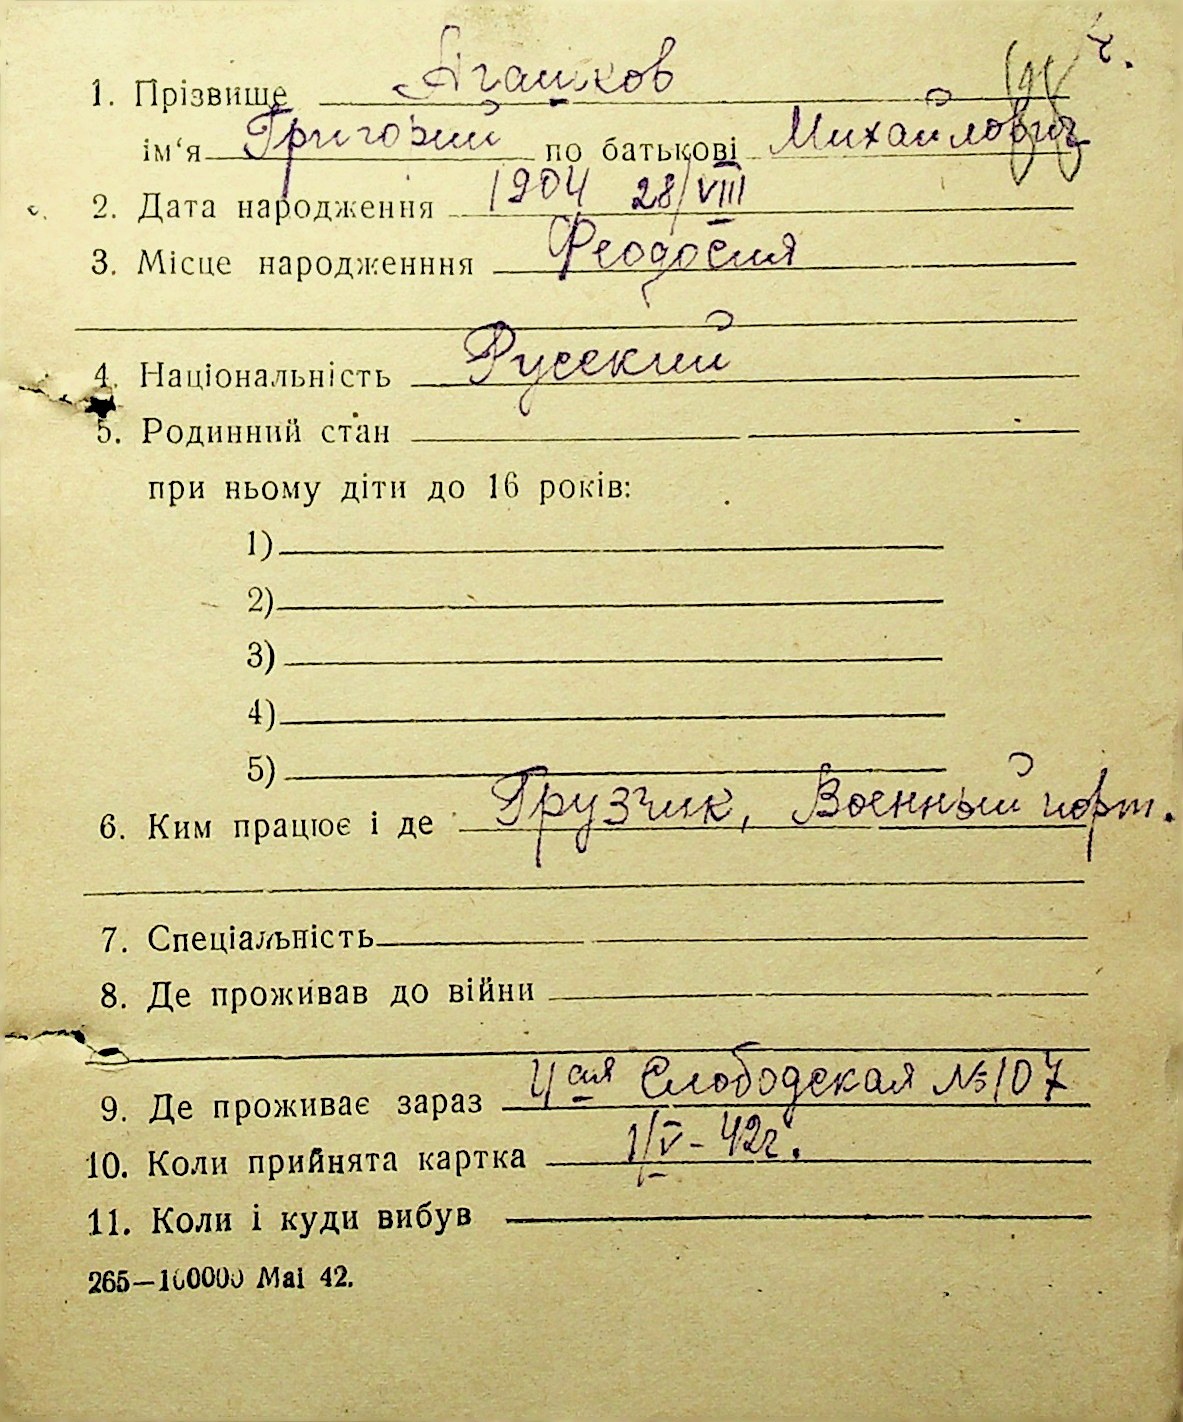 ч.
1. Прізвище Агашков
ім‘я Григорий по батькові Михайлович
2. Дата народження 1904 28/VIII
3. Місце народженння Феодосия
4. Національність Русский
5. Родинний стан
при ньому діти до 16 років:
1)
2)
3)
4)
5)
6. Ким працює і де Грузчик, Военный порт.
7. Спеціальність
8. Де проживав до війни
9. Де проживає зараз 4ая Слободская №107
10. Коли прийнята картка 1/V-42г.
11. Коли і куди вибув
265—100000 Mai 42.